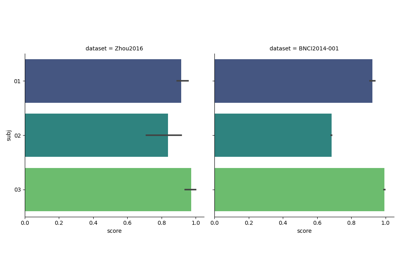 dataset = Zhou2016
dataset = BNCI2014-001
01
02
03
subj
0.0 0.2 0.4 0.6 0.8 1.0
0.0 0.2 0.4 0.6 0.8 1.0
score
score